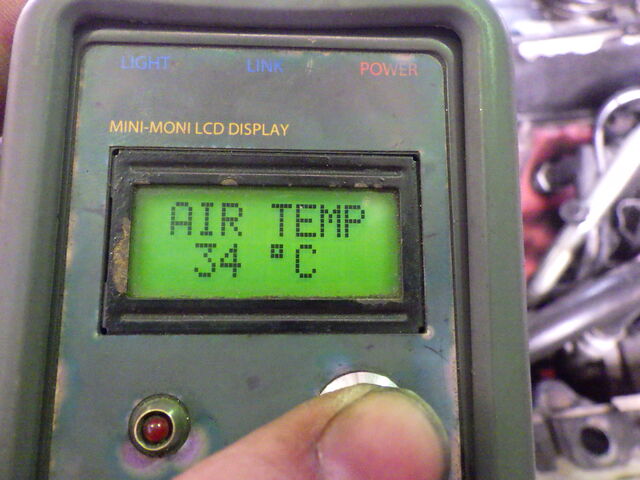 LIGHT LINK POWER
MINI-MONI LCD DISPLAY
AIR TEMP
34 °C